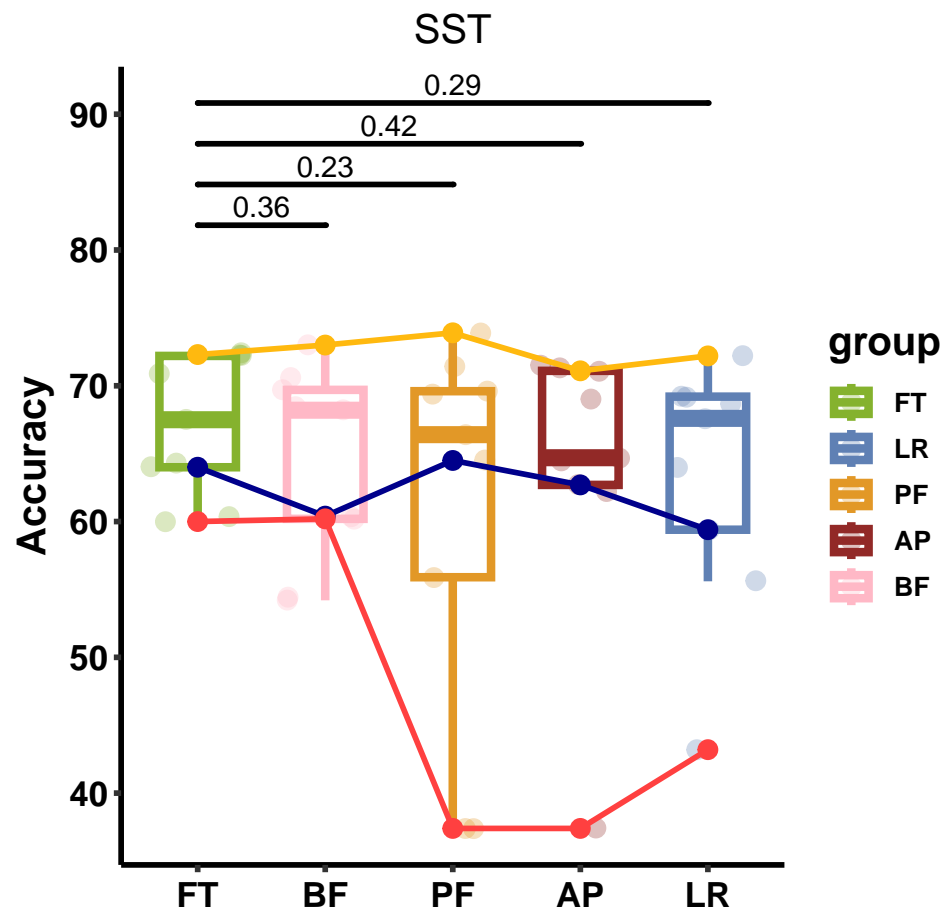 SST
0.29
0.42
0.23
0.36
90
80
70
60
50
40
Accuracy
FT
BF
PF
AP
LR
group
FT
LR
PF
AP
BF